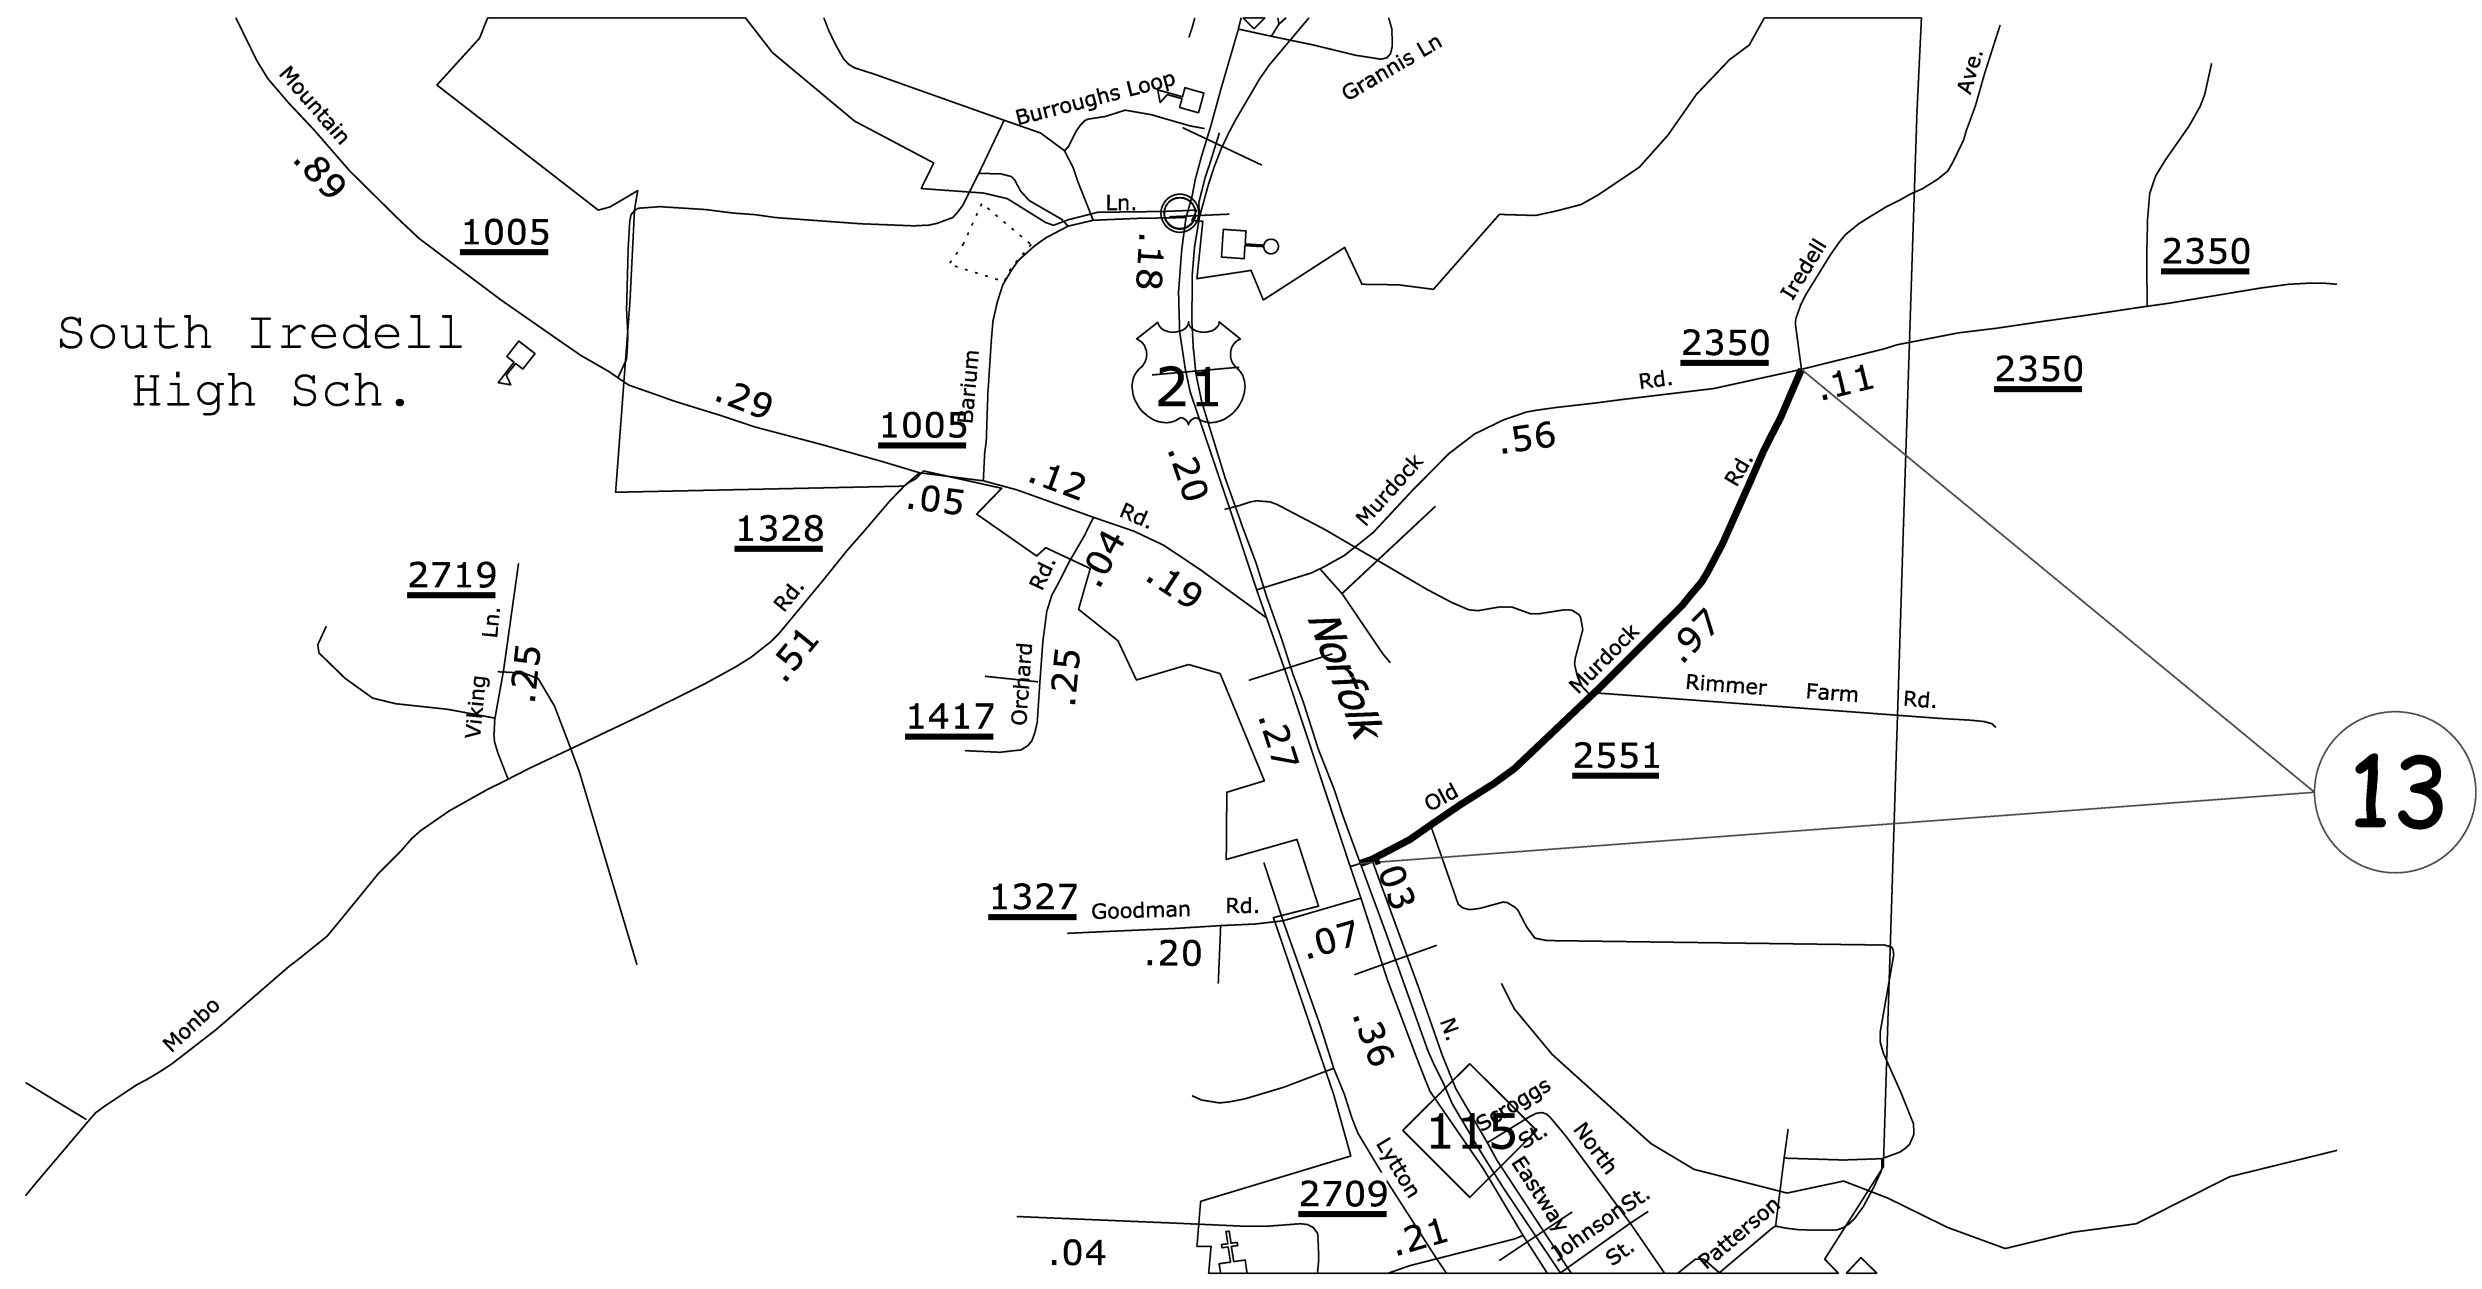 Mountain
.89
1005
South Iredell
High Sch.
Burroughs Loop
Grannis Ln
Ave.
Ln.
.18
Iredell
2350
2350
2350
.11
Rd.
.56
21
Barium
.29
1005
.05
.12
Rd.
.20
Murdock
Rd.
1328
.04
.19
Rd.
2719
Ln.
Rd.
.51
.25
Viking
Orchard
.25
1417
Norfolk
.27
Murdock
.97
Rimmer Farm Rd.
2551
Old
13
.03
1327
Goodman Rd.
.07
.20
.36
N.
Monbo
115
Scroggs
St.
North
Lytton
Eastway
2709
.21
Johnson St.
St.
Patterson
.04